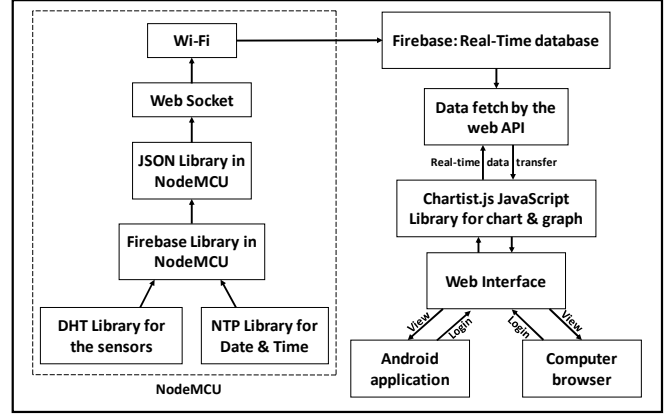 Wi-Fi
Web Socket
JSON Library in
NodeMCU
Firebase Library in
NodeMCU
DHT Library for
the sensors
NTP Library for
Date & Time
NodeMCU
Firebase: Real-Time database
Data fetch by the
web API
Real-time data transfer
Chartist.js JavaScript
Library for chart & graph
Web Interface
View
Login
Login
View
Android
application
Computer
browser